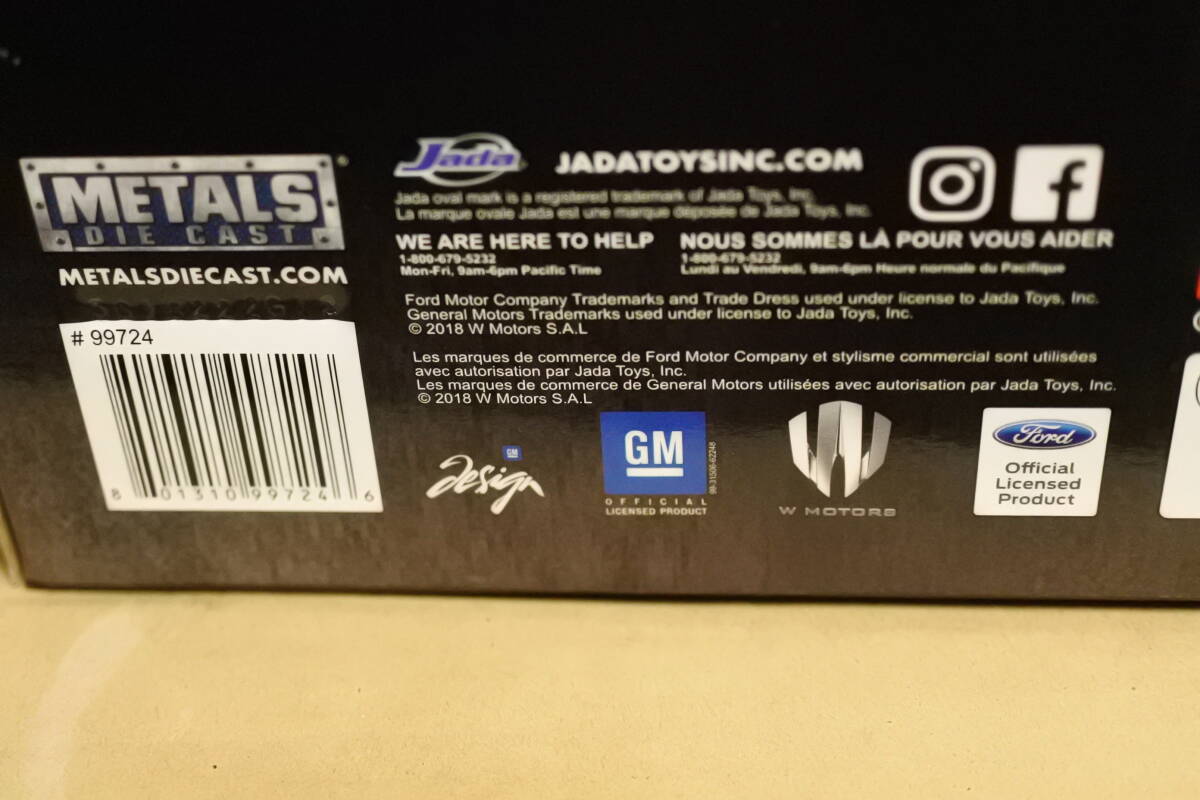 METALS
DIE CAST
METALSDIECAST.COM
# 99724
8 01310 99724 6
Jada
JADATOYSINC.COM
Jada oval mark is a registered trademark of Jada Toys, Inc.
La marque ovale Jada est une marque déposée de Jada Toys, Inc.
WE ARE HERE TO HELP
1-800-679-5232
Mon-Fri, 9am-6pm Pacific Time
NOUS SOMMES LÀ POUR VOUS AIDER
1-800-679-5232
Lundi au Vendredi, 9am-6pm Heure normale du Pacifique
Ford Motor Company Trademarks and Trade Dress used under license to Jada Toys, Inc.
General Motors Trademarks used under license to Jada Toys, Inc.
© 2018 W Motors S.A.L
Les marques de commerce de Ford Motor Company et stylisme commercial sont utilisées
avec autorisation par Jada Toys, Inc.
Les marques de commerce de General Motors utilisées avec autorisation par Jada Toys, Inc.
© 2018 W Motors S.A.L
GM
Design
GM
OFFICIAL
LICENSED PRODUCT
W MOTORS
Ford
Official
Licensed
Product